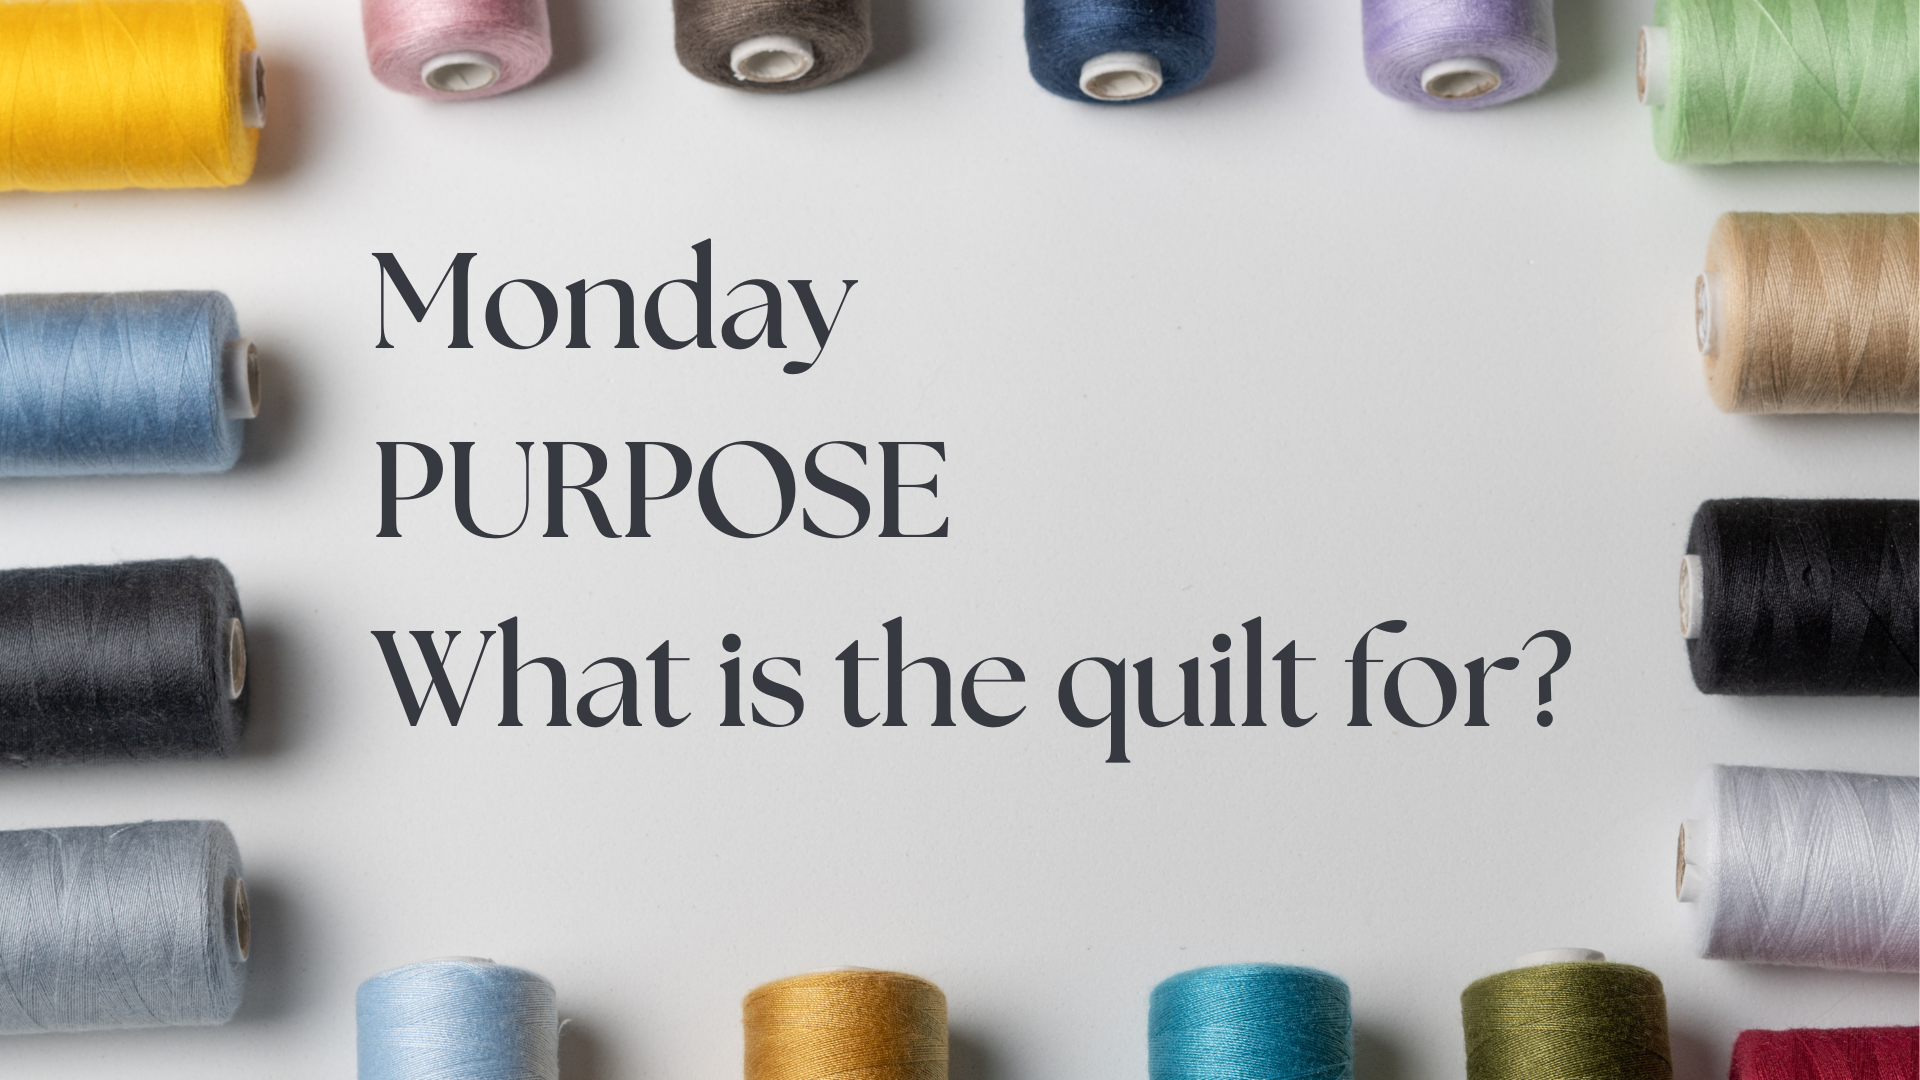 Monday
PURPOSE
What is the quilt for?